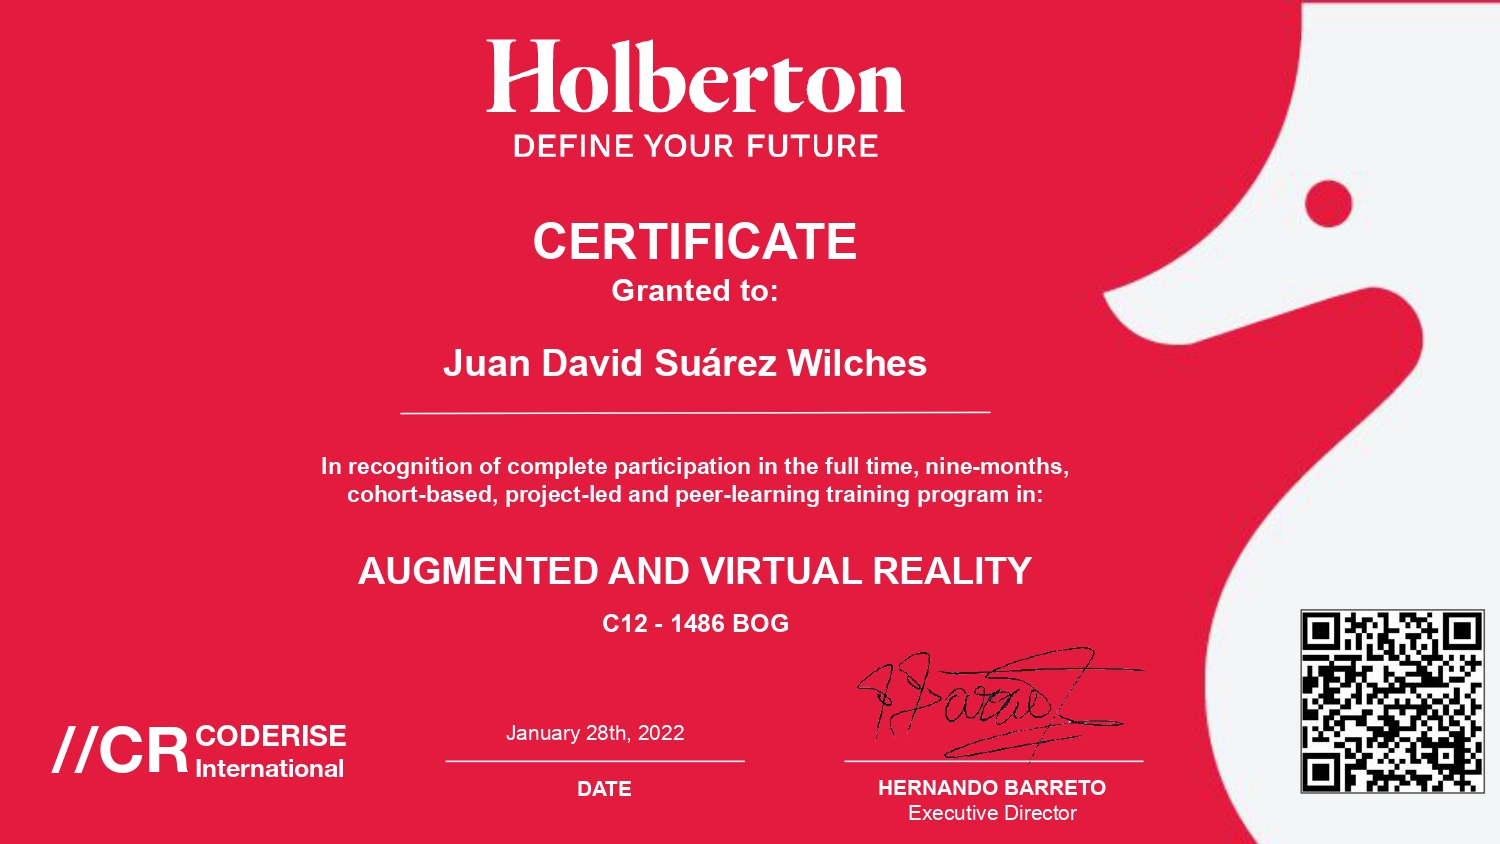 Holberton
DEFINE YOUR FUTURE
CERTIFICATE
Granted to:
Juan David Suárez Wilches
In recognition of complete participation in the full time, nine-months,
cohort-based, project-led and peer-learning training program in:
AUGMENTED AND VIRTUAL REALITY
C12 - 1486 BOG
//CR CODERISE
International
January 28th, 2022
DATE
HERNANDO BARRETO
Executive Director